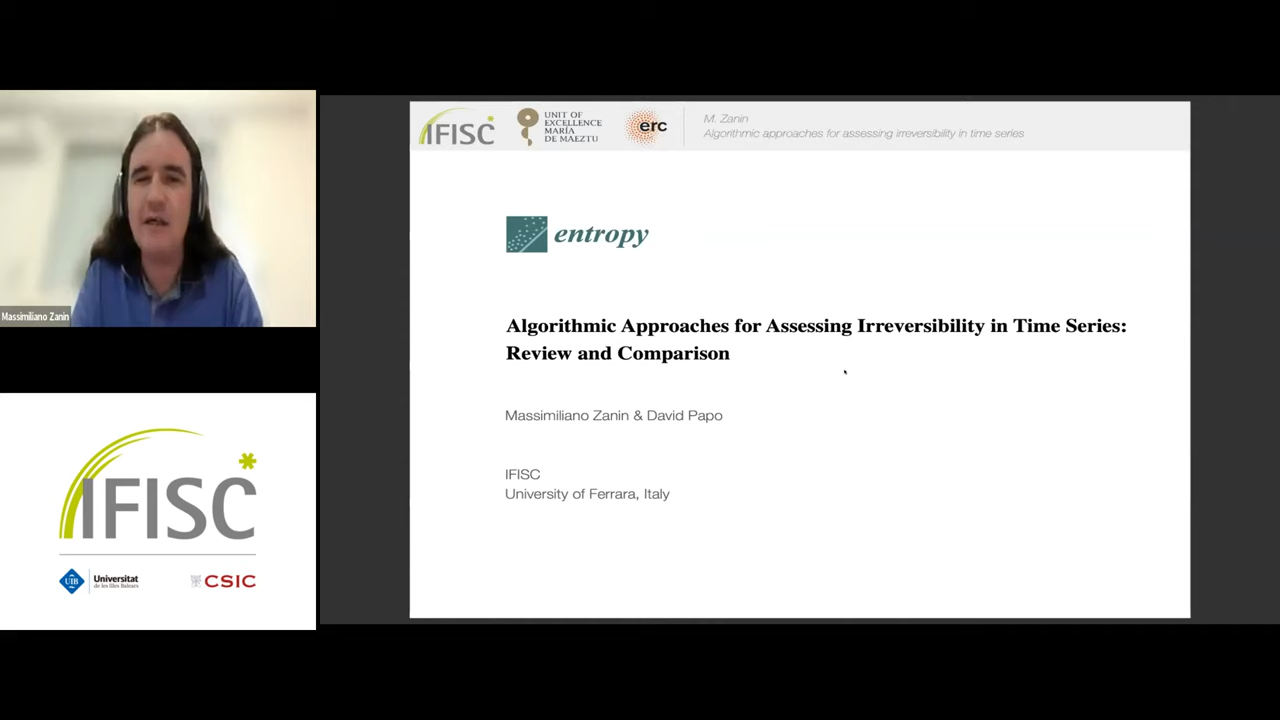 Massimiliano Zanin
IFISC
UIB
Universitat
de les Illes Balears
CSIC
IFISC
UNIT OF
EXCELLENCE
MARÍA
DE MAEZTU
erc
M. Zanin
Algorithmic approaches for assessing irreversibility in time series
entropy
Algorithmic Approaches for Assessing Irreversibility in Time Series:
Review and Comparison
Massimiliano Zanin & David Papo
IFISC
University of Ferrara, Italy